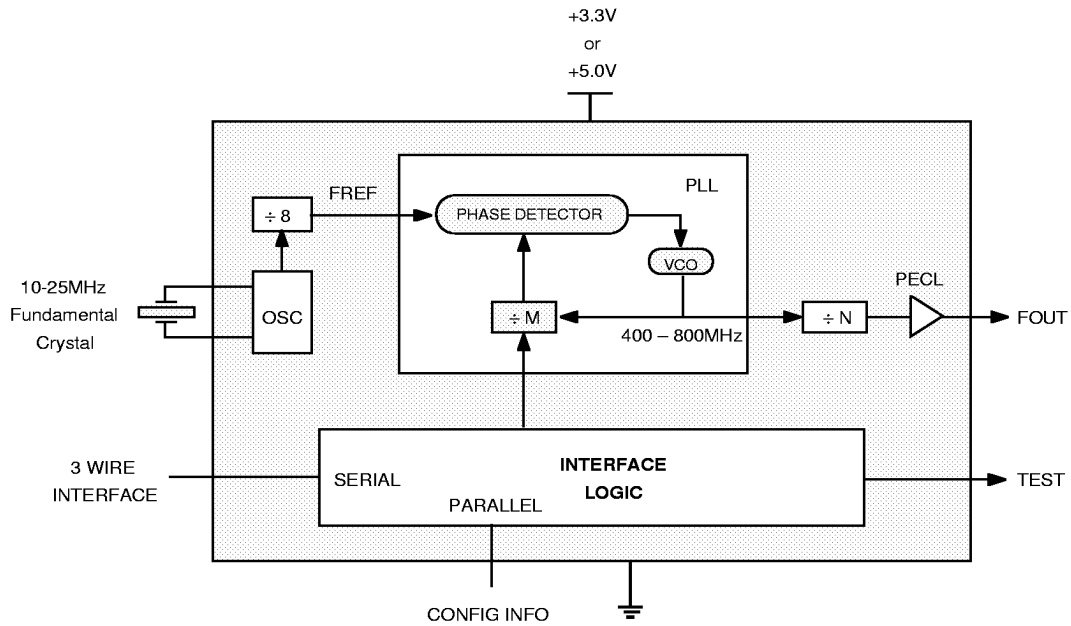 +3.3V
or
+5.0V
PLL
FREF
÷ 8
PHASE DETECTOR
VCO
10-25MHz
Fundamental
Crystal
OSC
PECL
÷ M
÷ N
FOUT
400 – 800MHz
3 WIRE
INTERFACE
SERIAL
INTERFACE
LOGIC
PARALLEL
TEST
CONFIG INFO